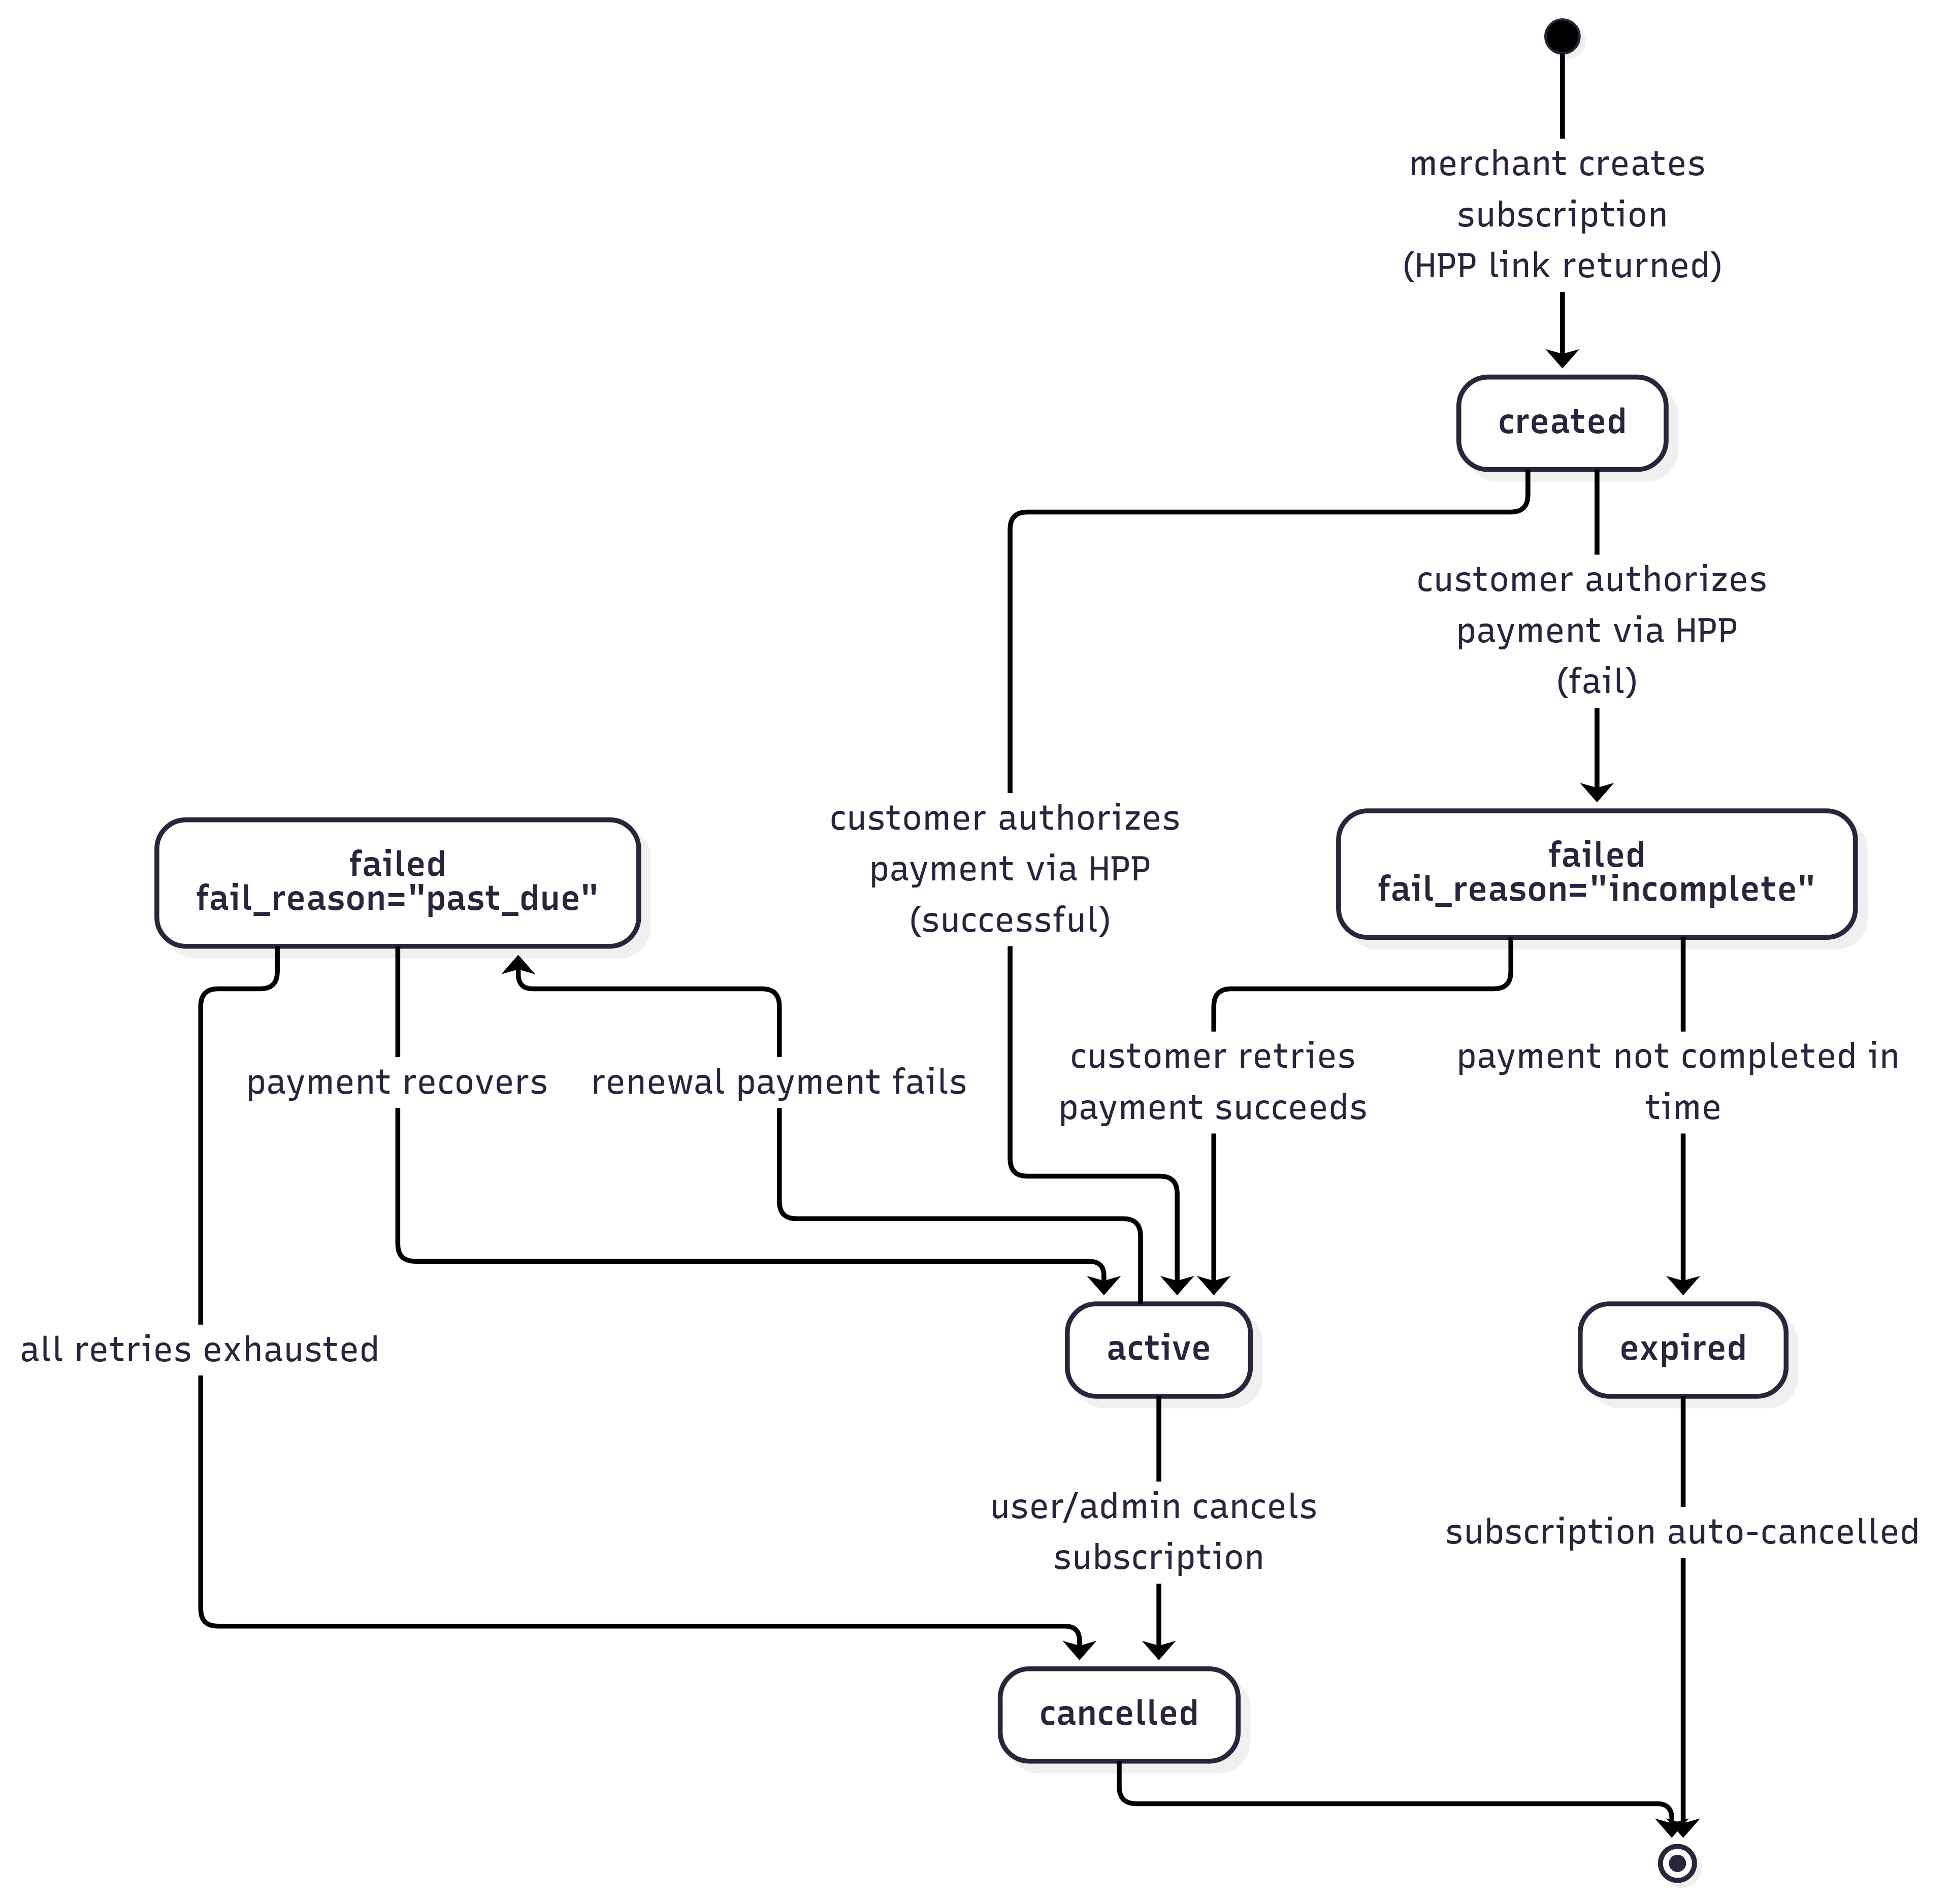 merchant creates
subscription
(HPP link returned)
created
customer authorizes
payment via HPP
(fail)
customer authorizes
payment via HPP
(successful)
failed
fail_reason="past_due"
failed
fail_reason="incomplete"
payment recovers
renewal payment fails
customer retries
payment succeeds
payment not completed in
time
all retries exhausted
active
expired
user/admin cancels
subscription
subscription auto-cancelled
cancelled